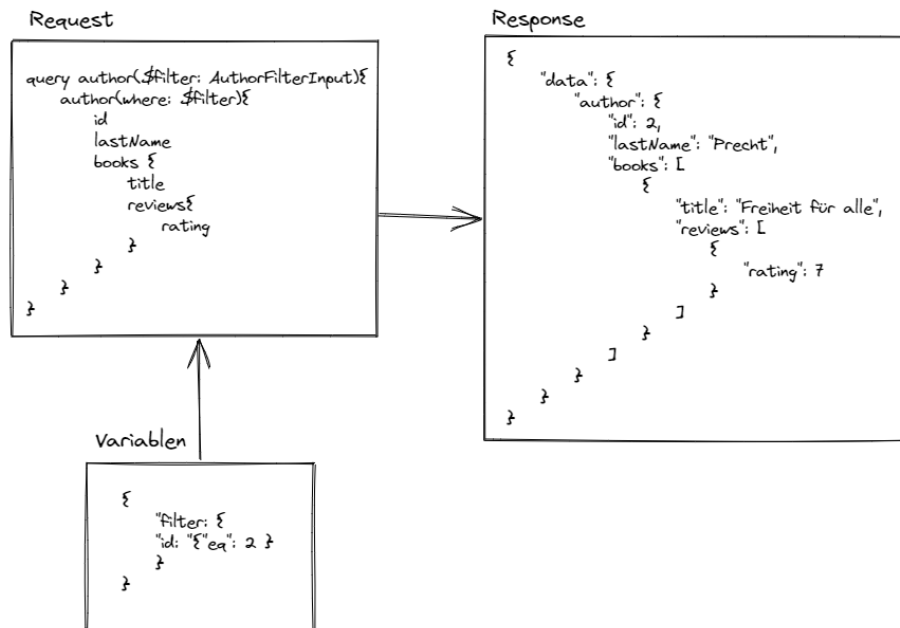 Request
query author($filter: AuthorFilterInput){
author(where: $filter){
id
lastName
books {
title
reviews{
rating
}
}
}
}
Response
{
"data": {
"author": {
"id": 2,
"lastName": "Precht",
"books": [
{
"title": "Freiheit für alle",
"reviews": [
{
"rating": 7
}
]
}
]
}
}
}
Variablen
{
"filter: {
"id: "{"eq": 2 }
}
}